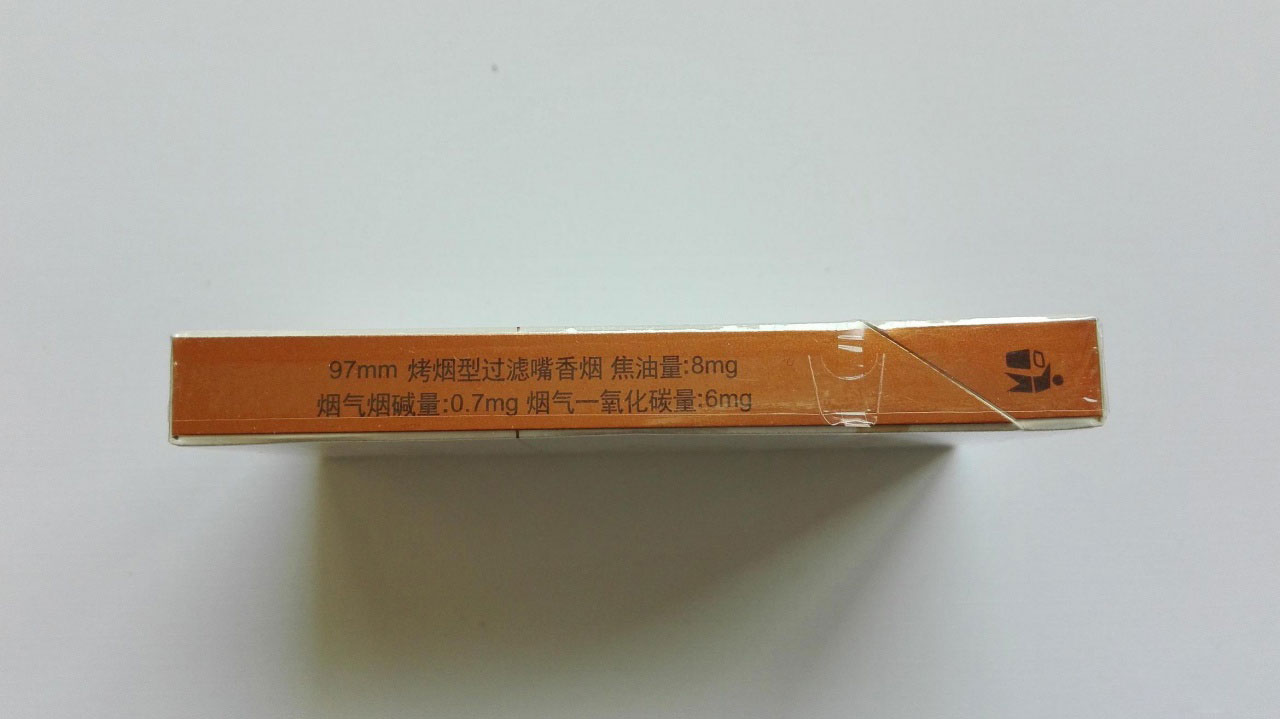 97mm 烤烟型过滤嘴香烟 焦油量:8mg
烟气烟碱量:0.7mg 烟气一氧化碳量:6mg